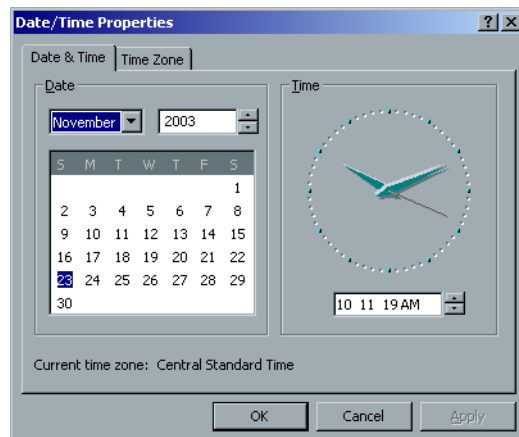 Date/Time Properties
Date & Time Time Zone
Date
November 2003
S M T W T F S
1
2 3 4 5 6 7 8
9 10 11 12 13 14 15
16 17 18 19 20 21 22
23 24 25 26 27 28 29
30
Time
10 11 19 AM
Current time zone: Central Standard Time
OK Cancel Apply